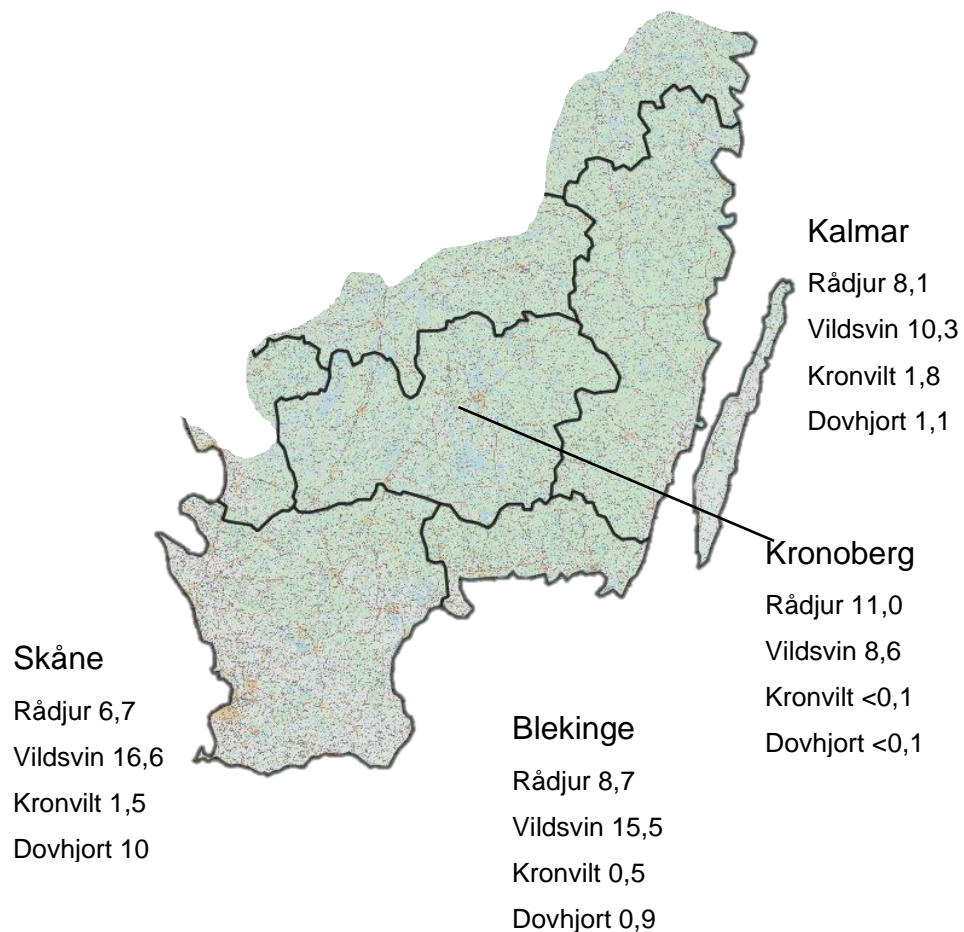 Kalmar
Rådjur 8,1
Vildsvin 10,3
Kronvilt 1,8
Dovhjort 1,1
Kronoberg
Rådjur 11,0
Vildsvin 8,6
Kronvilt <0,1
Dovhjort <0,1
Skåne
Rådjur 6,7
Vildsvin 16,6
Kronvilt 1,5
Dovhjort 10
Blekinge
Rådjur 8,7
Vildsvin 15,5
Kronvilt 0,5
Dovhjort 0,9